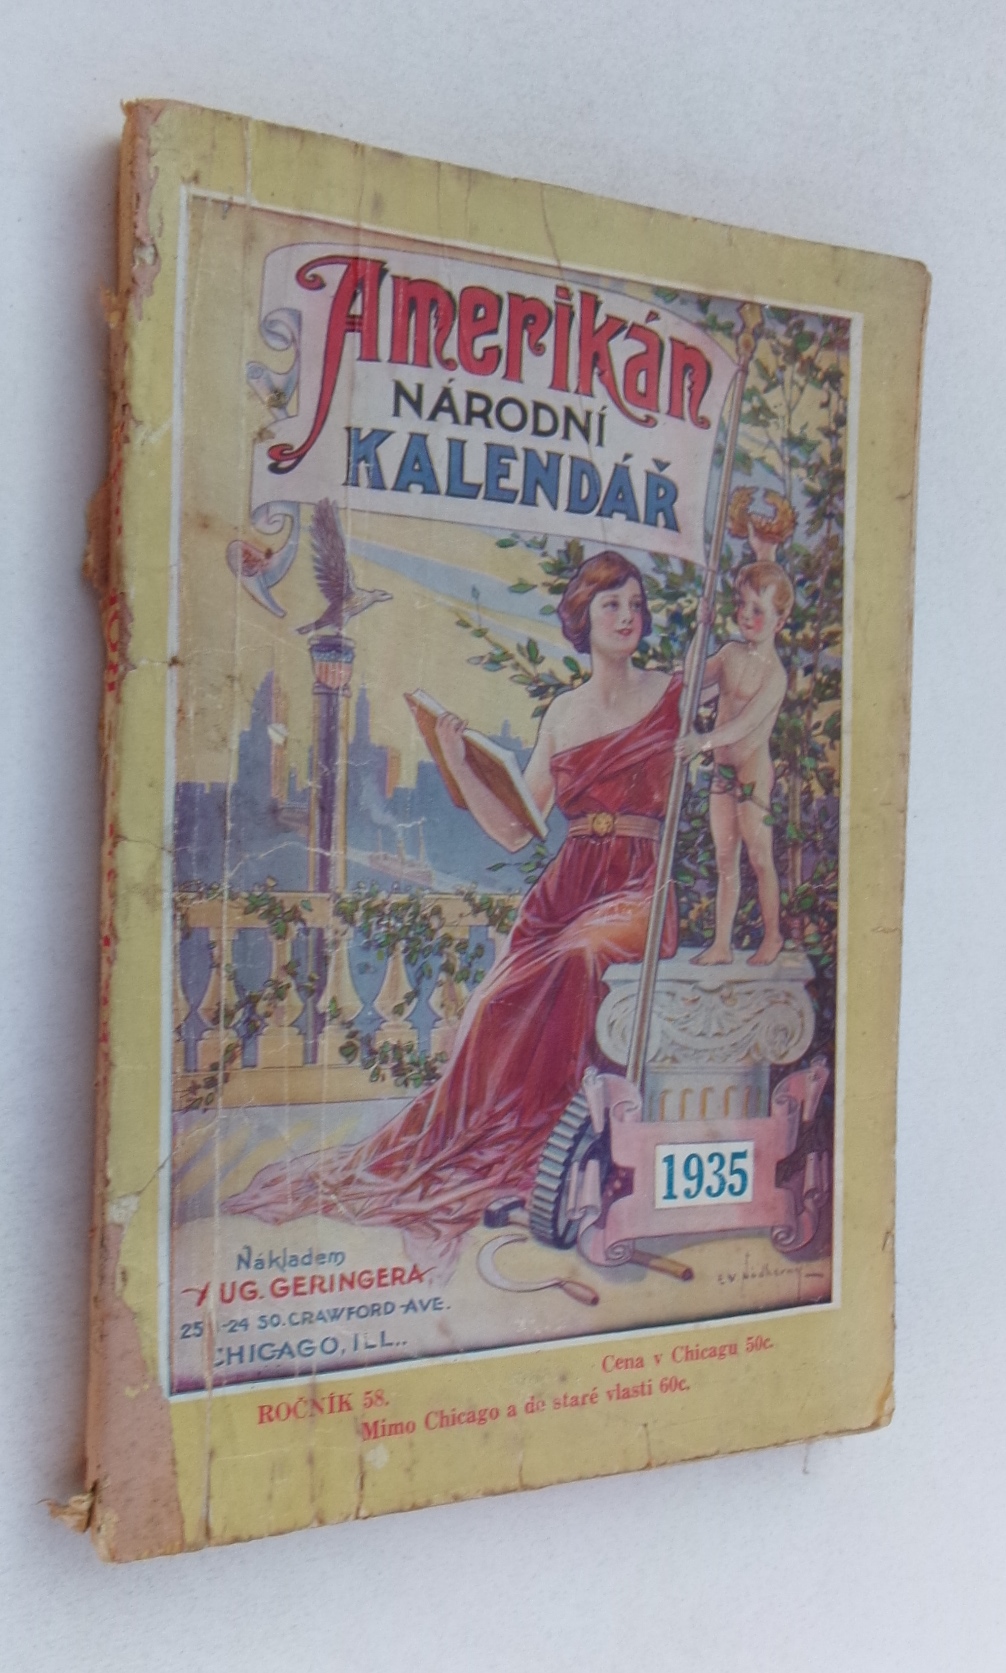 Amerikán
NÁRODNÍ
KALENDÁŘ
1935
Nákladem
AUG. GERINGERA,
CRAWFORD AVE.
CHICAGO, ILL..
ROČNÍK 58.
Cena v Chicagu 50c.
Mimo Chicago a do staré vlasti 60c.